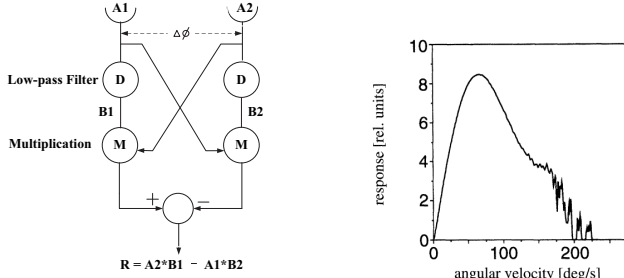 A1 A2
Δϕ
Low-pass Filter D D
B1 B2
Multiplication M M
+ −
R = A2*B1 − A1*B2
response [rel. units]
10
8
6
4
2
0
0 100 200
angular velocity [deg/s]